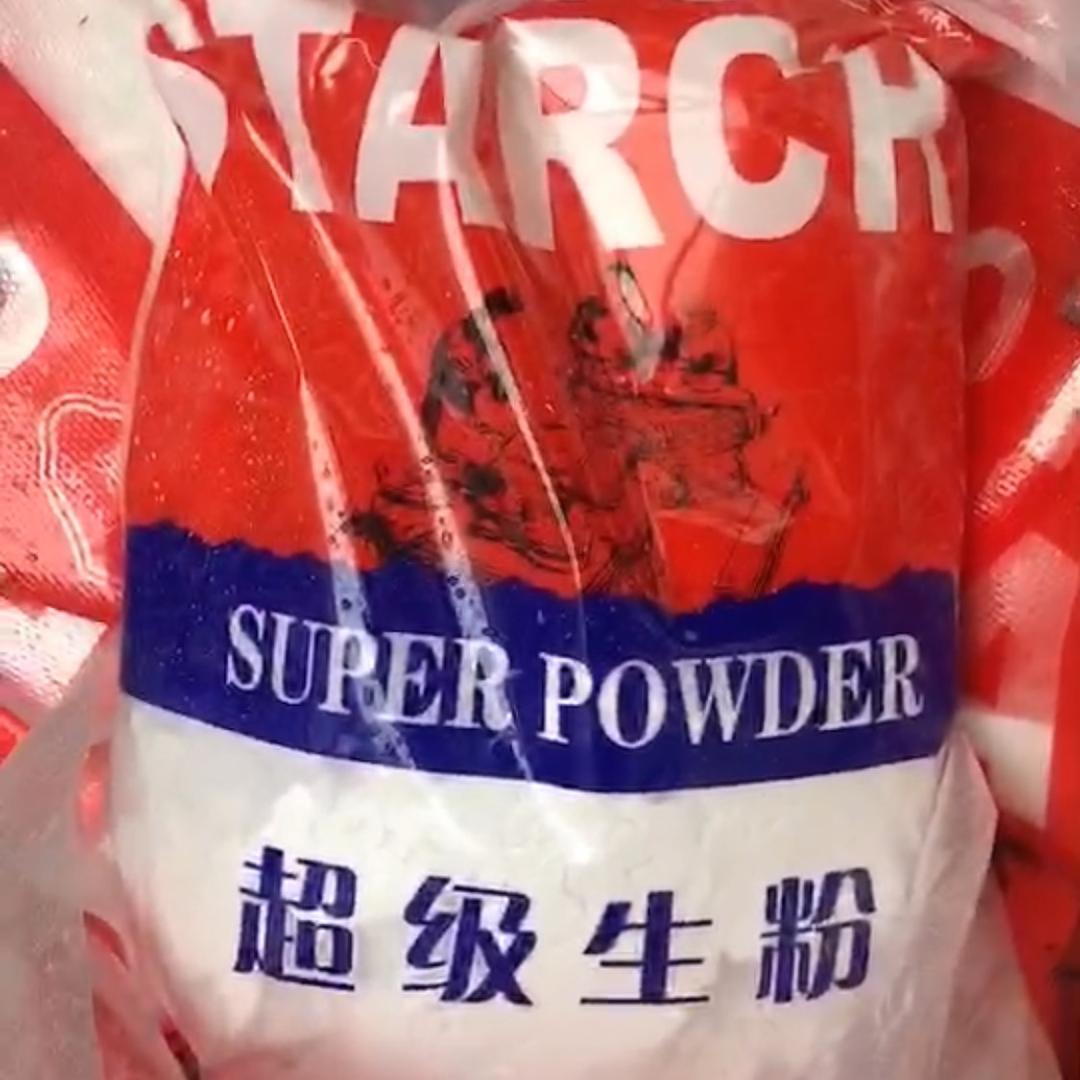 STARCH
SUPER POWDER
超级生粉